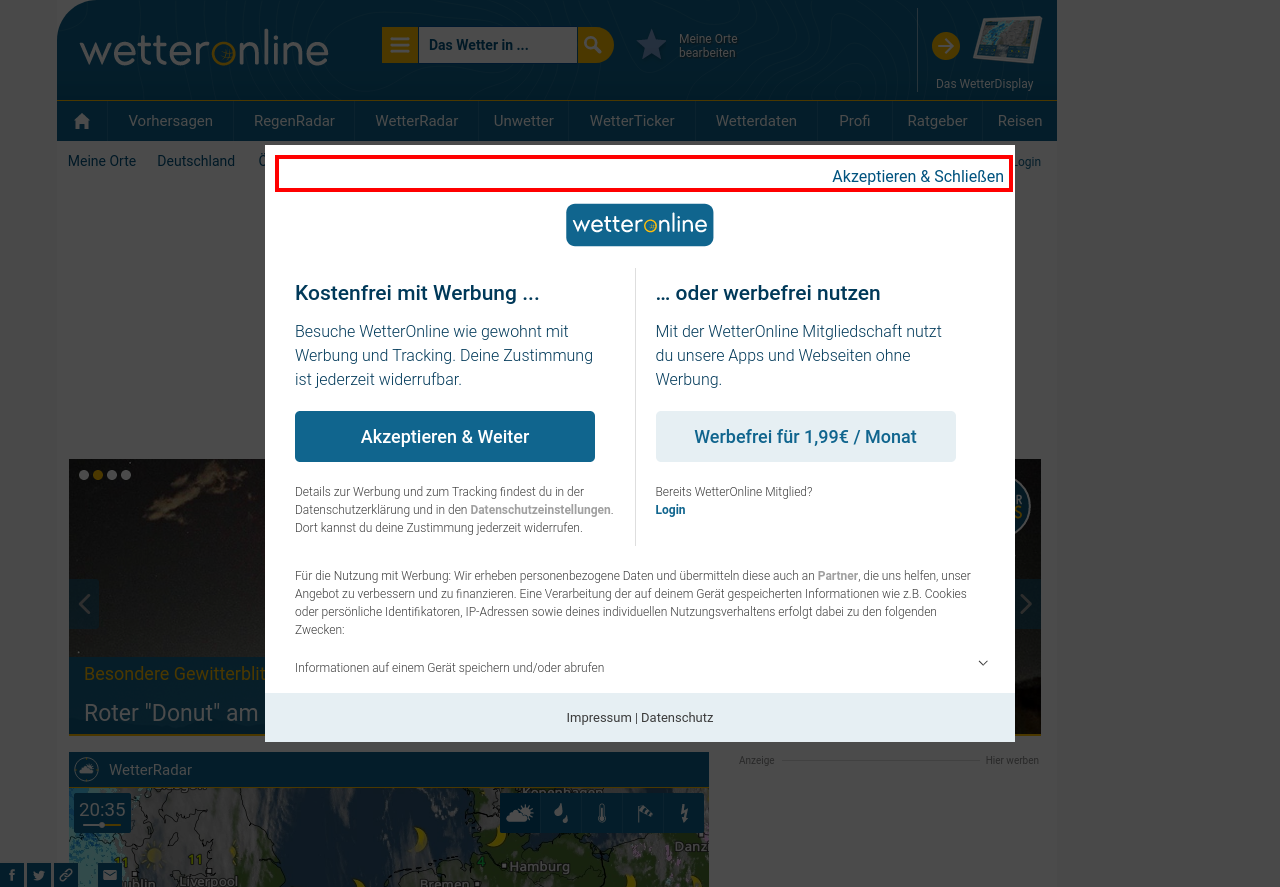 wetteronline
Das Wetter in ...
Meine Orte
bearbeiten
Das WetterDisplay
Vorhersagen RegenRadar WetterRadar Unwetter WetterTicker Wetterdaten Profi Ratgeber Reisen
Meine Orte Deutschland
Login
Akzeptieren & Schließen
wetteronline
Kostenfrei mit Werbung ...
Besuche WetterOnline wie gewohnt mit
Werbung und Tracking. Deine Zustimmung
ist jederzeit widerrufbar.
Akzeptieren & Weiter
Details zur Werbung und zum Tracking findest du in der
Datenschutzerklärung und in den Datenschutzeinstellungen.
Dort kannst du deine Zustimmung jederzeit widerrufen.
… oder werbefrei nutzen
Mit der WetterOnline Mitgliedschaft nutzt
du unsere Apps und Webseiten ohne
Werbung.
Werbefrei für 1,99€ / Monat
Bereits WetterOnline Mitglied?
Login
Für die Nutzung mit Werbung: Wir erheben personenbezogene Daten und übermitteln diese auch an Partner, die uns helfen, unser
Angebot zu verbessern und zu finanzieren. Eine Verarbeitung der auf deinem Gerät gespeicherten Informationen wie z.B. Cookies
oder persönliche Identifikatoren, IP-Adressen sowie deines individuellen Nutzungsverhaltens erfolgt dabei zu den folgenden
Zwecken:
Informationen auf einem Gerät speichern und/oder abrufen
Impressum | Datenschutz
Besondere Gewitterblit
Roter "Donut" am
WetterRadar
Anzeige Hier werben
20:35
Kopenhagen
11 11 4
Hamburg
Danzi
Dublin Liverpool Bremen